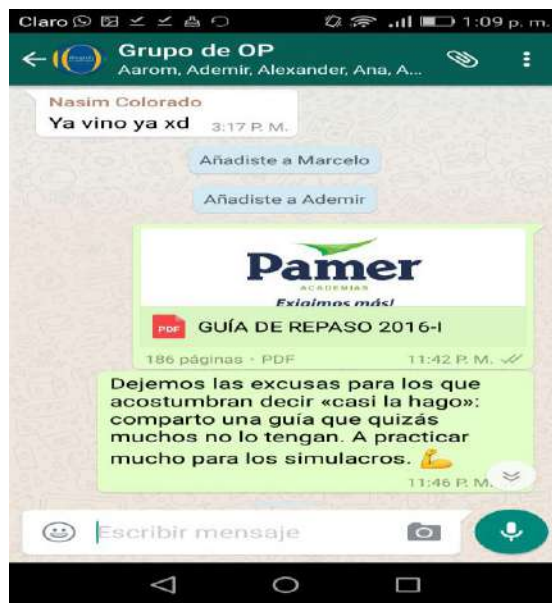 Claro 1:09 p. m.
Grupo de OP
Aarom, Ademir, Alexander, Ana, A...
Nasim Colorado
Ya vino ya xd 3:17 P. M.
Añadiste a Marcelo
Añadiste a Ademir
Pamer
ACADEMIAS
Exigimos más!
PDF GUÍA DE REPASO 2016-I
186 páginas · PDF 11:42 P. M.
Dejemos las excusas para los que
acostumbran decir «casi la hago»:
comparto una guía que quizás
muchos no lo tengan. A practicar
mucho para los simulacros. 💪
11:46 P. M.
Escribir mensaje